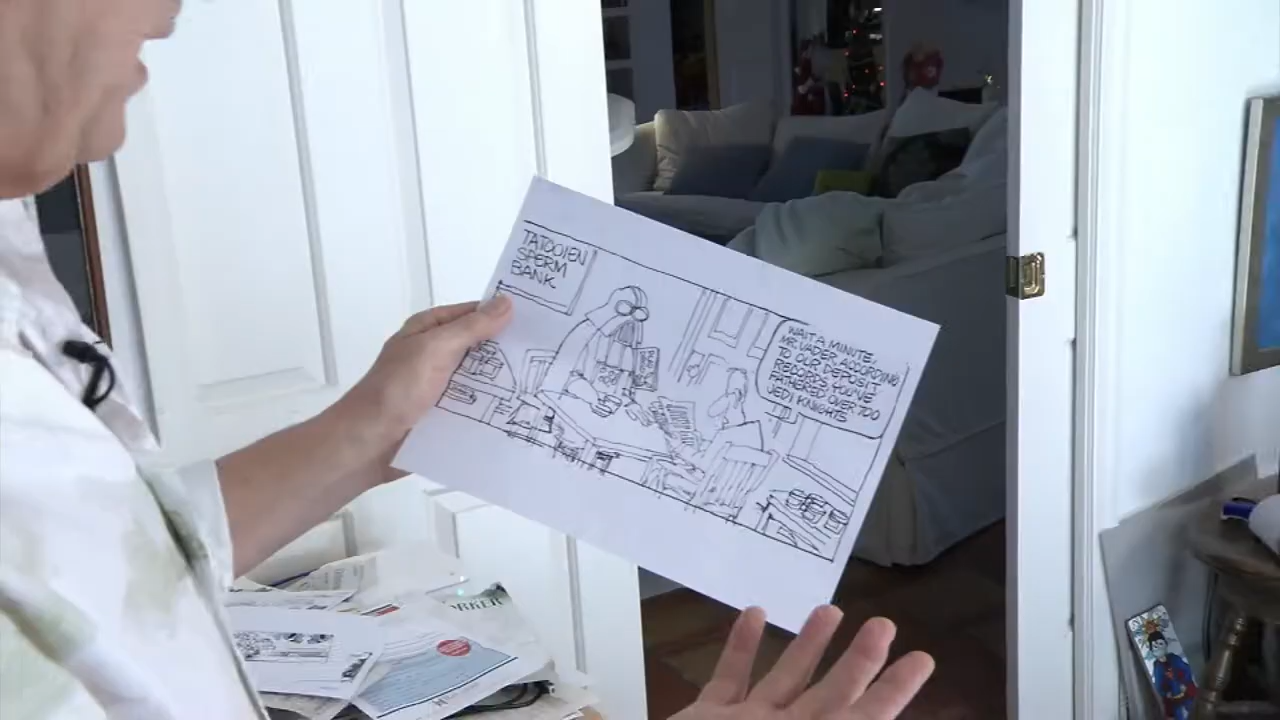 TATOOIEN
SPERM
BANK
WAIT A MINUTE,
MR. VADER. ACCORDING
TO OUR DEPOSIT
RECORDS YOU'VE
FATHERED OVER 700
JEDI KNIGHTS